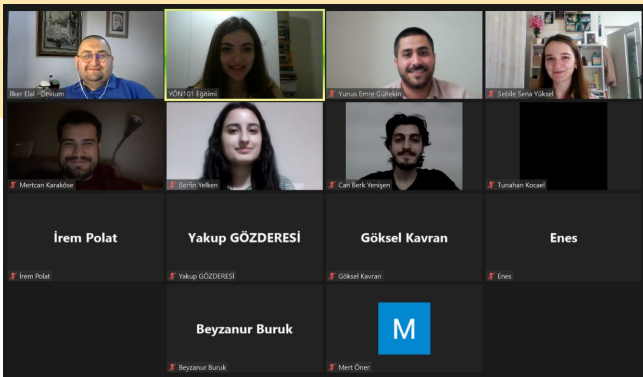 İlker Elal - Devium
YÖN101 Eğitimi
Yunus Emre Gültekin
Sebile Sena Yüksel
Mertcan Karaköse
Berfin Yelken
Can Berk Yenişen
Tunahan Kocael
İrem Polat
İrem Polat
Yakup GÖZDERESİ
Yakup GÖZDERESİ
Göksel Kavran
Göksel Kavran
Enes
Enes
Beyzanur Buruk
Beyzanur Buruk
M
Mert Öner